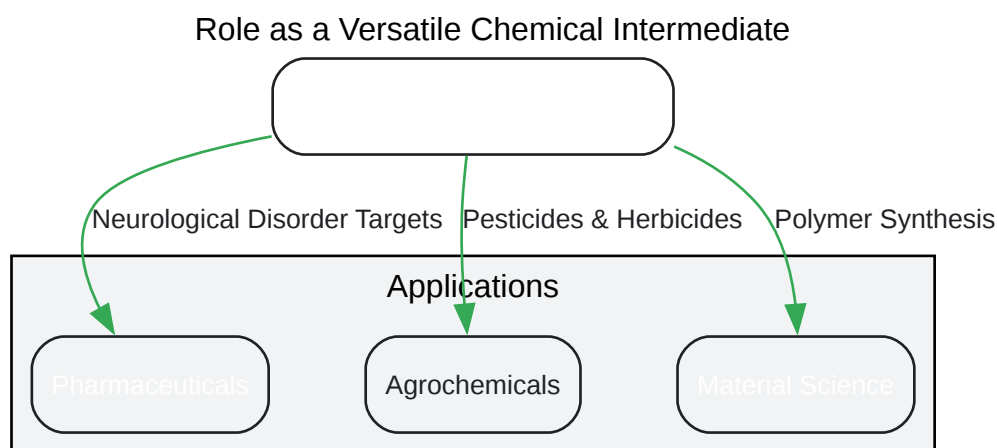 Role as a Versatile Chemical Intermediate
Neurological Disorder Targets
Pesticides & Herbicides
Polymer Synthesis
Applications
Pharmaceuticals
Agrochemicals
Material Science